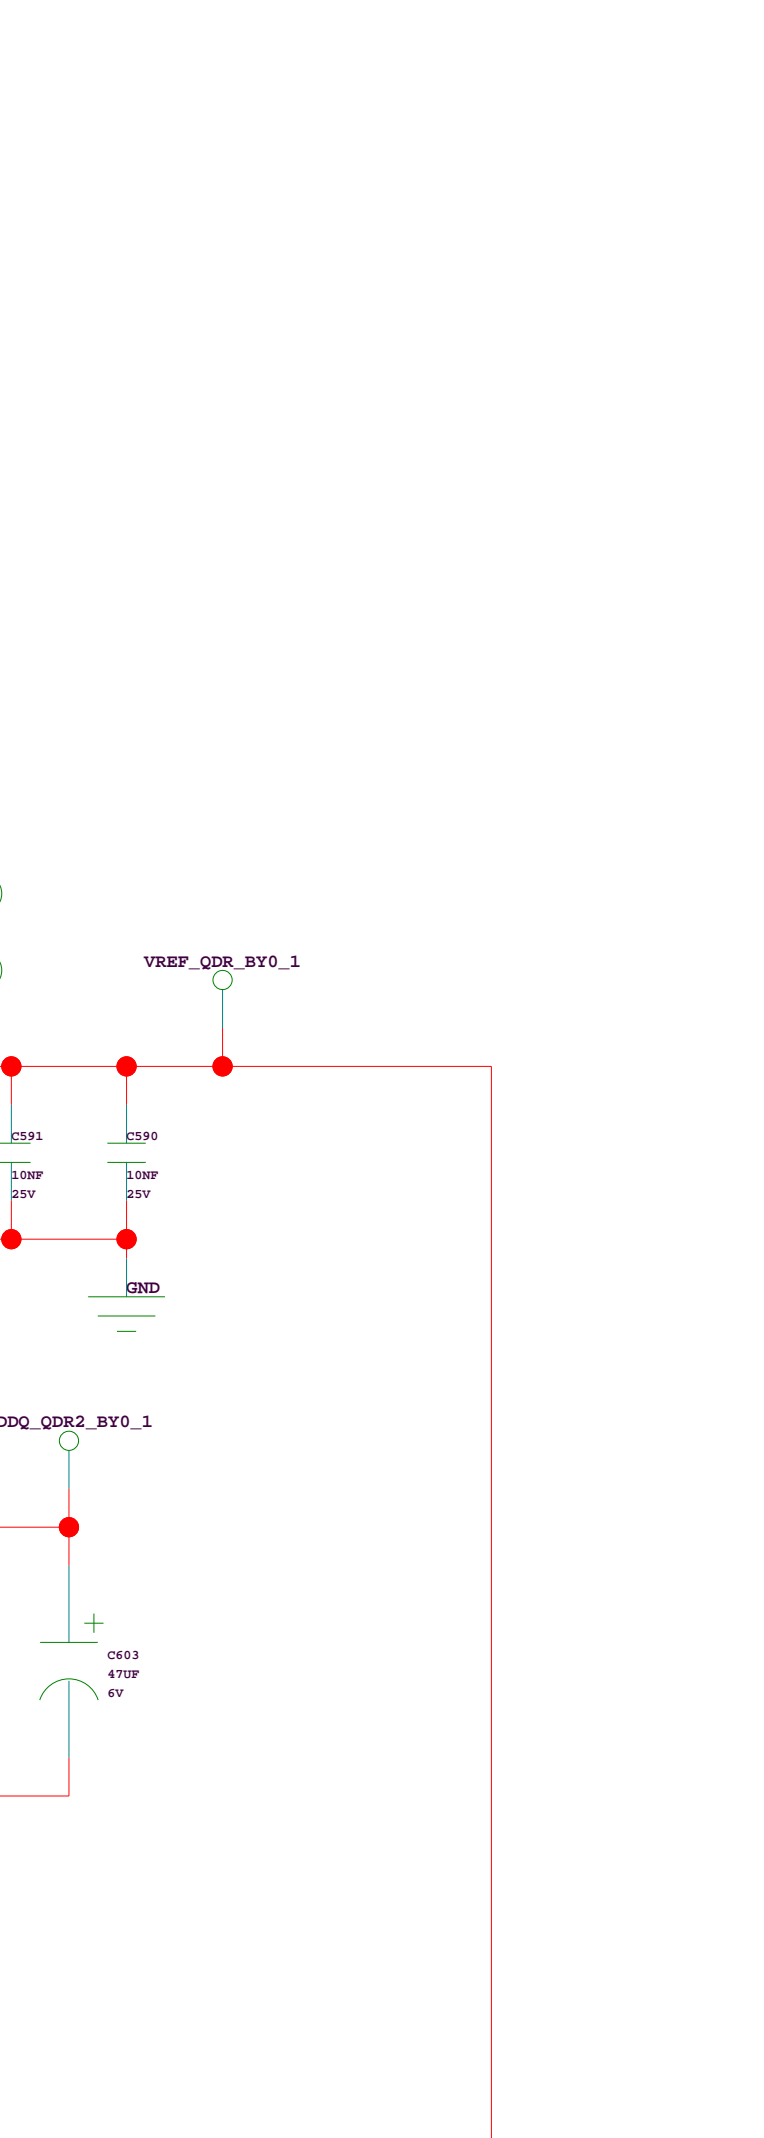 VREF_QDR_BY0_1
C591
C590
10NF
10NF
25V
25V
GND
DDQ_QDR2_BY0_1
+
C603
47UF
6V